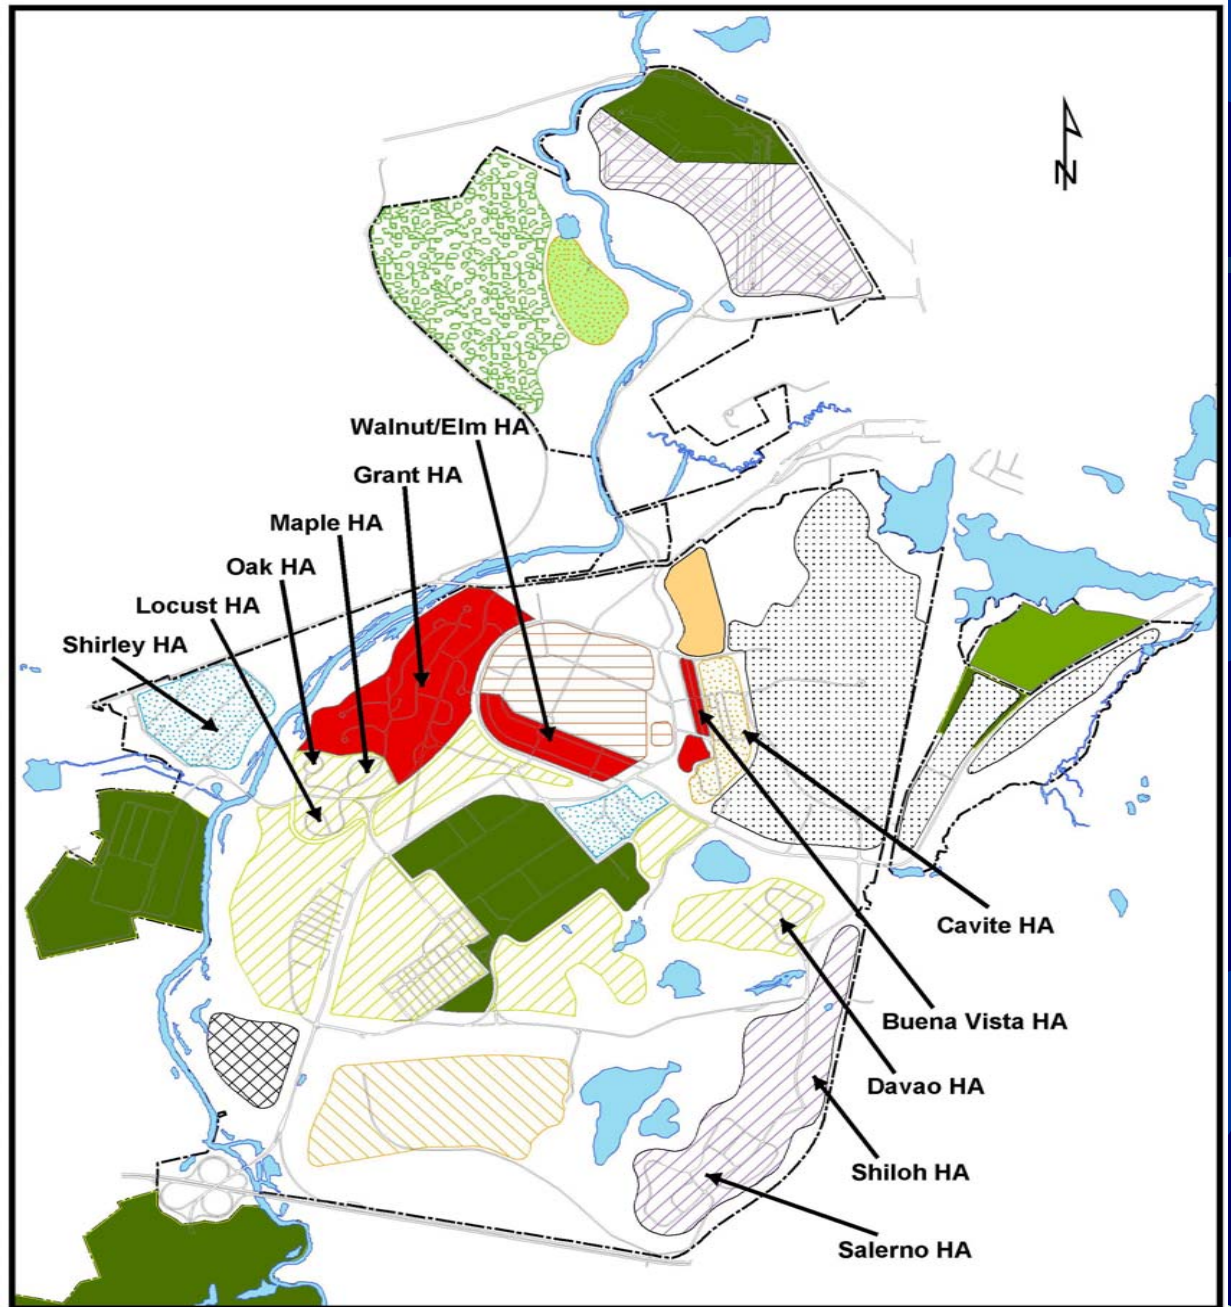 N
Walnut/Elm HA
Grant HA
Maple HA
Oak HA
Locust HA
Shirley HA
Cavite HA
Buena Vista HA
Davao HA
Shiloh HA
Salerno HA